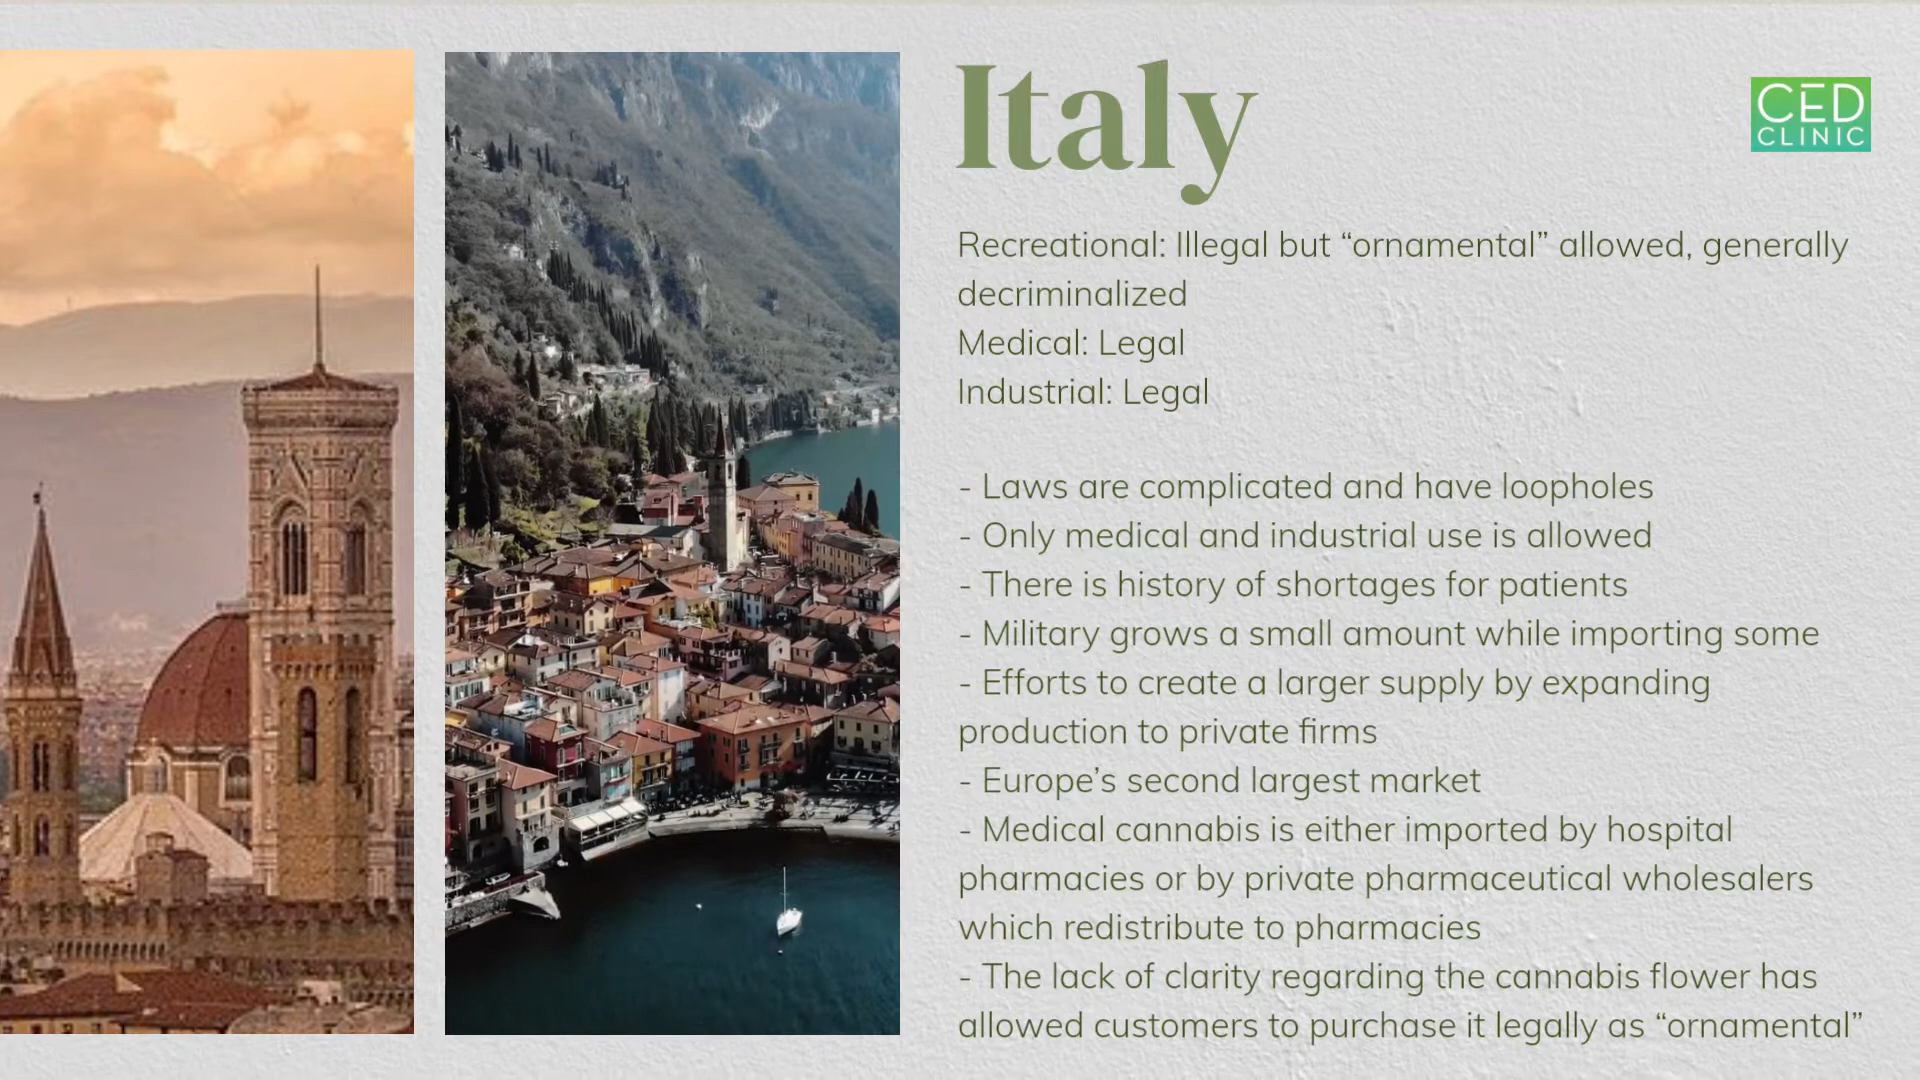 Italy
CED
CLINIC
Recreational: Illegal but “ornamental” allowed, generally
decriminalized
Medical: Legal
Industrial: Legal
- Laws are complicated and have loopholes
- Only medical and industrial use is allowed
- There is history of shortages for patients
- Military grows a small amount while importing some
- Efforts to create a larger supply by expanding
production to private firms
- Europe’s second largest market
- Medical cannabis is either imported by hospital
pharmacies or by private pharmaceutical wholesalers
which redistribute to pharmacies
- The lack of clarity regarding the cannabis flower has
allowed customers to purchase it legally as “ornamental”